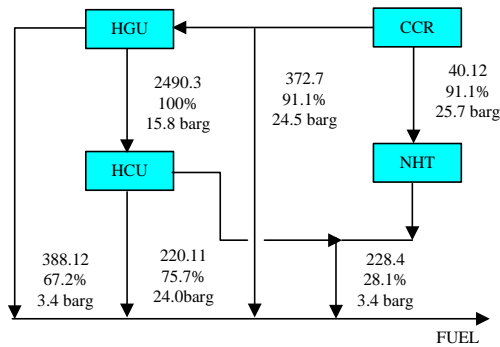 HGU
CCR
2490.3
100%
15.8 barg
372.7
91.1%
24.5 barg
40.12
91.1%
25.7 barg
HCU
NHT
388.12
67.2%
3.4 barg
220.11
75.7%
24.0barg
228.4
28.1%
3.4 barg
FUEL